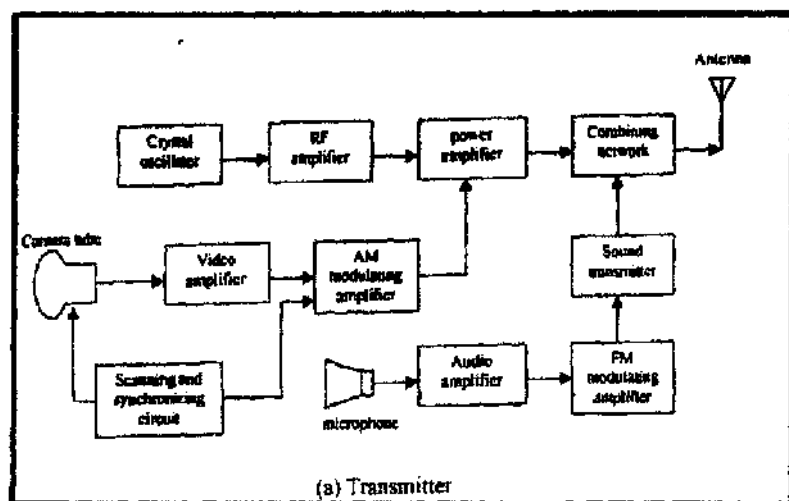 Antenna
Crystal
oscillator
RF
amplifier
power
amplifier
Combining
network
Camera tube
Video
amplifier
AM
modulating
amplifier
Sound
transmitter
Scanning and
synchronizing
circuit
microphone
Audio
amplifier
FM
modulating
amplifier
(a) Transmitter